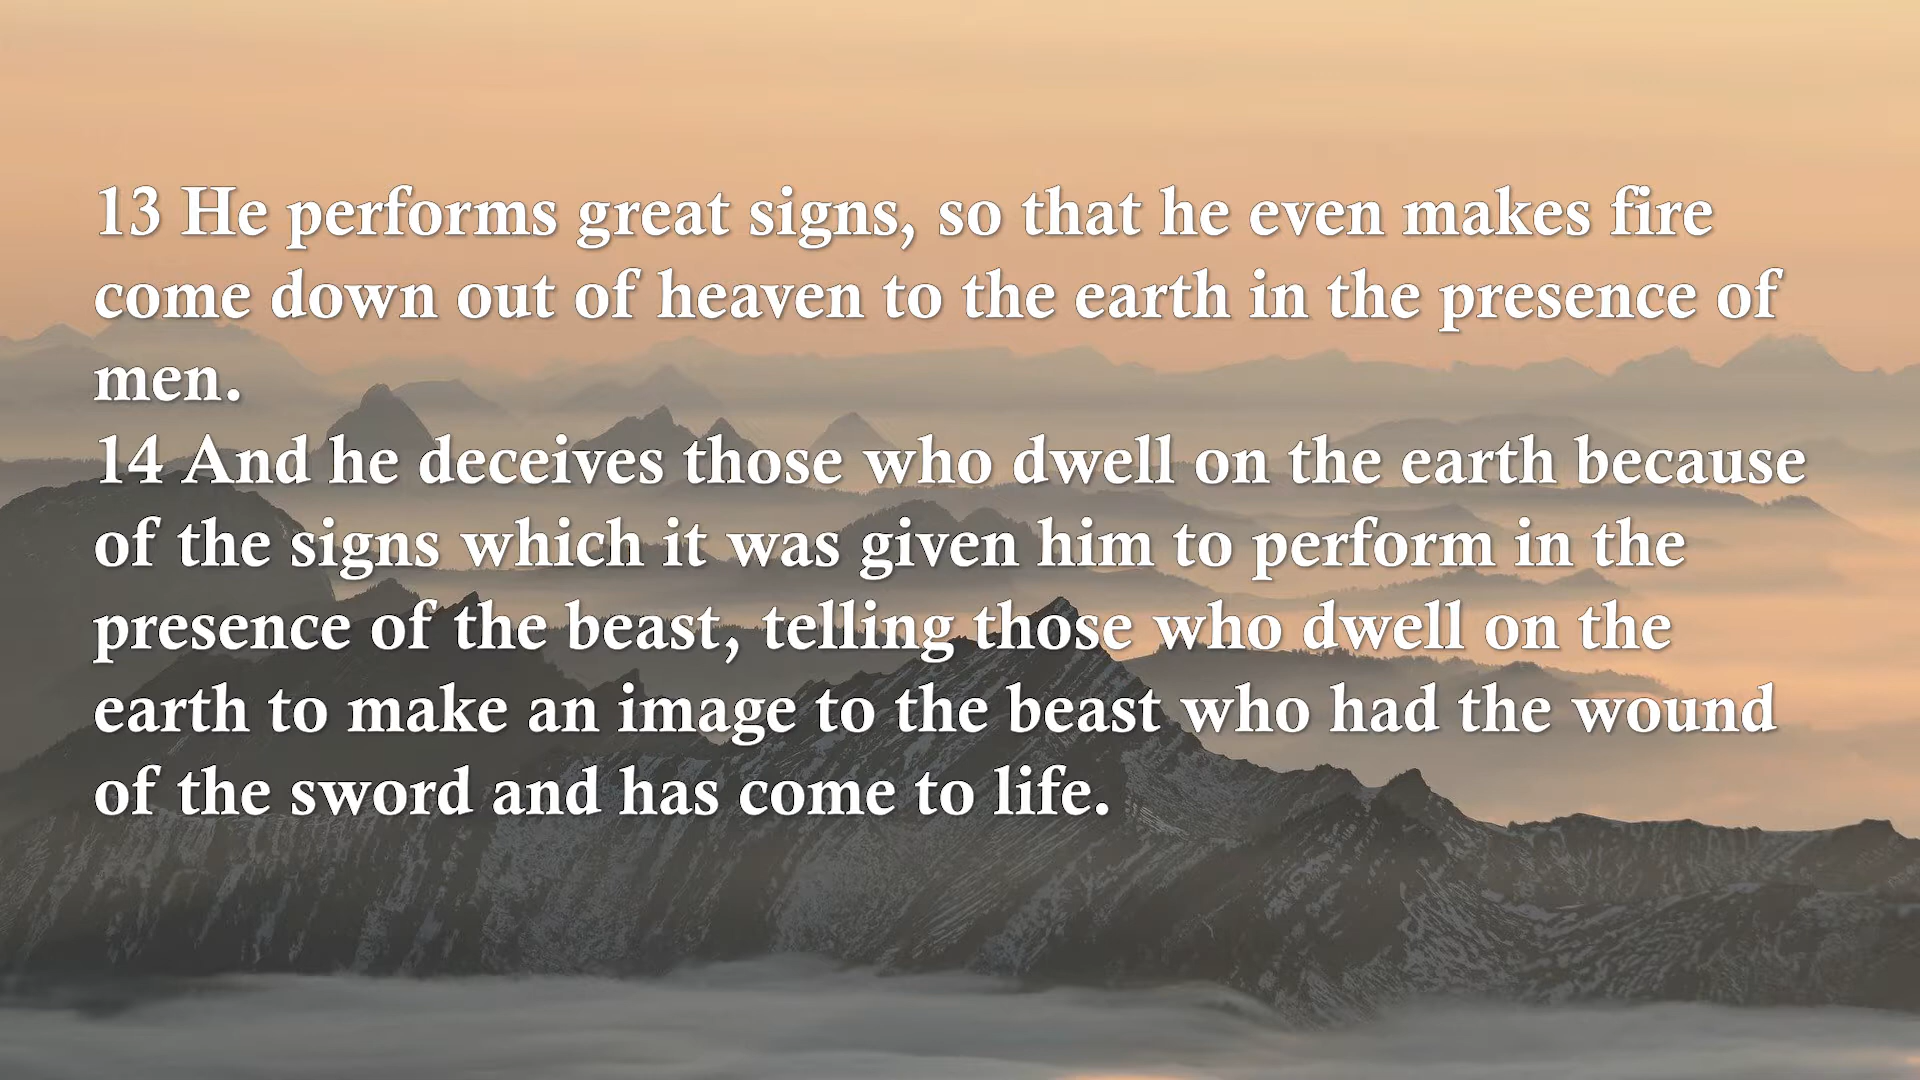 13 He performs great signs, so that he even makes fire
come down out of heaven to the earth in the presence of
men.
14 And he deceives those who dwell on the earth because
of the signs which it was given him to perform in the
presence of the beast, telling those who dwell on the
earth to make an image to the beast who had the wound
of the sword and has come to life.